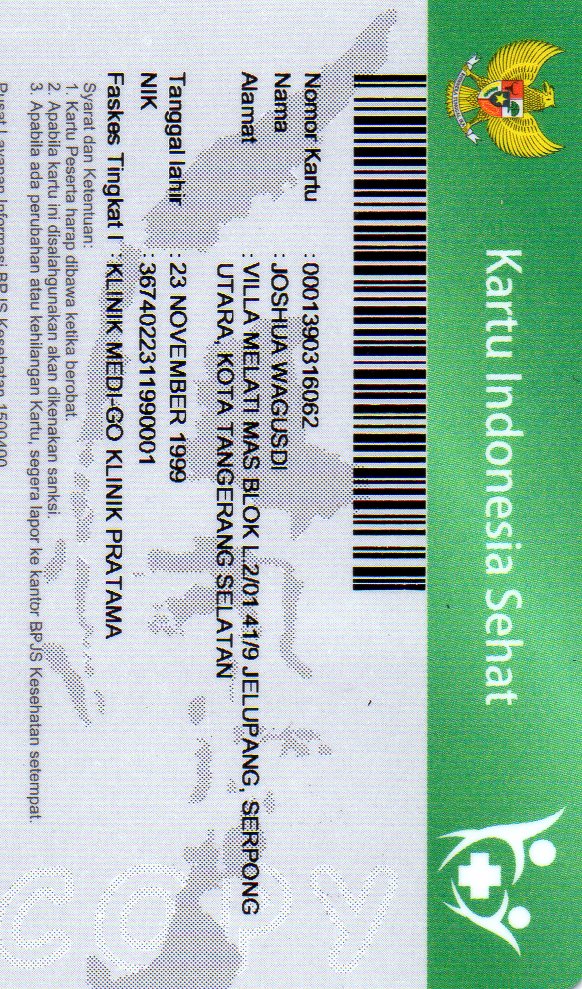 Kartu Indonesia Sehat
Nomor Kartu : 0001390316062
Nama : JOSHUA WAGUSDI
Alamat : VILLA MELATI MAS BLOK L.2/01 41/9 JELUPANG, SERPONG
UTARA, KOTA TANGERANG SELATAN
Tanggal lahir : 23 NOVEMBER 1999
NIK : 3674022311990001
Faskes Tingkat I : KLINIK MEDI-GO KLINIK PRATAMA
Syarat dan Ketentuan:
1. Kartu Peserta harap dibawa ketika berobat.
2. Apabila kartu ini disalahgunakan akan dikenakan sanksi.
3. Apabila ada perubahan atau kehilangan Kartu, segera lapor ke kantor BPJS Kesehatan setempat.
Pusat Layanan Informasi BPJS Kesehatan 1500400
COPY